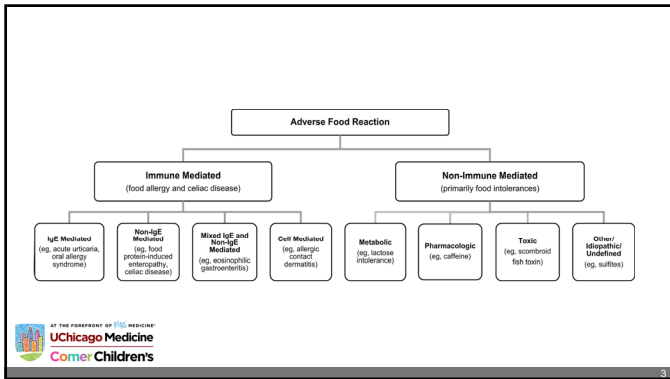 Adverse Food Reaction
Immune Mediated
(food allergy and celiac disease)
Non-Immune Mediated
(primarily food intolerances)
IgE Mediated
(eg, acute urticaria,
oral allergy
syndrome)
Non-IgE
Mediated
(eg, food
protein-induced
enteropathy,
celiac disease)
Mixed IgE and
Non-IgE
Mediated
(eg, eosinophilic
gastroenteritis)
Cell Mediated
(eg, allergic
contact
dermatitis)
Metabolic
(eg, lactose
intolerance)
Pharmacologic
(eg, caffeine)
Toxic
(eg, scombroid
fish toxin)
Other/
Idiopathic/
Undefined
(eg, sulfites)
AT THE FOREFRONT OF Kids MEDICINE®
UChicago Medicine
Comer Children's
3